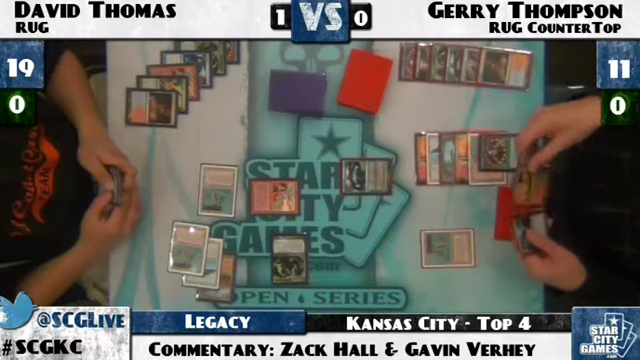 DAVID THOMAS
RUG
1 VS 0
GERRY THOMPSON
RUG COUNTERTOP
19
0
11
0
STAR
CITY
GAMES
.com
OPEN SERIES
@SCGLIVE
#SCGKC
LEGACY
KANSAS CITY - TOP 4
COMMENTARY: ZACK HALL & GAVIN VERHEY
STAR
CITY
GAMES